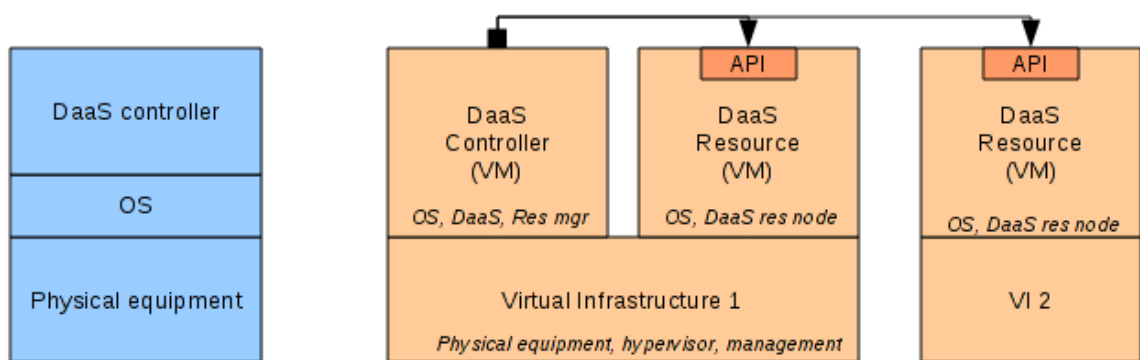 DaaS controller
OS
Physical equipment
DaaS
Controller
(VM)
OS, DaaS, Res mgr
API
DaaS
Resource
(VM)
OS, DaaS res node
Virtual Infrastructure 1
Physical equipment, hypervisor, management
API
DaaS
Resource
(VM)
OS, DaaS res node
VI 2